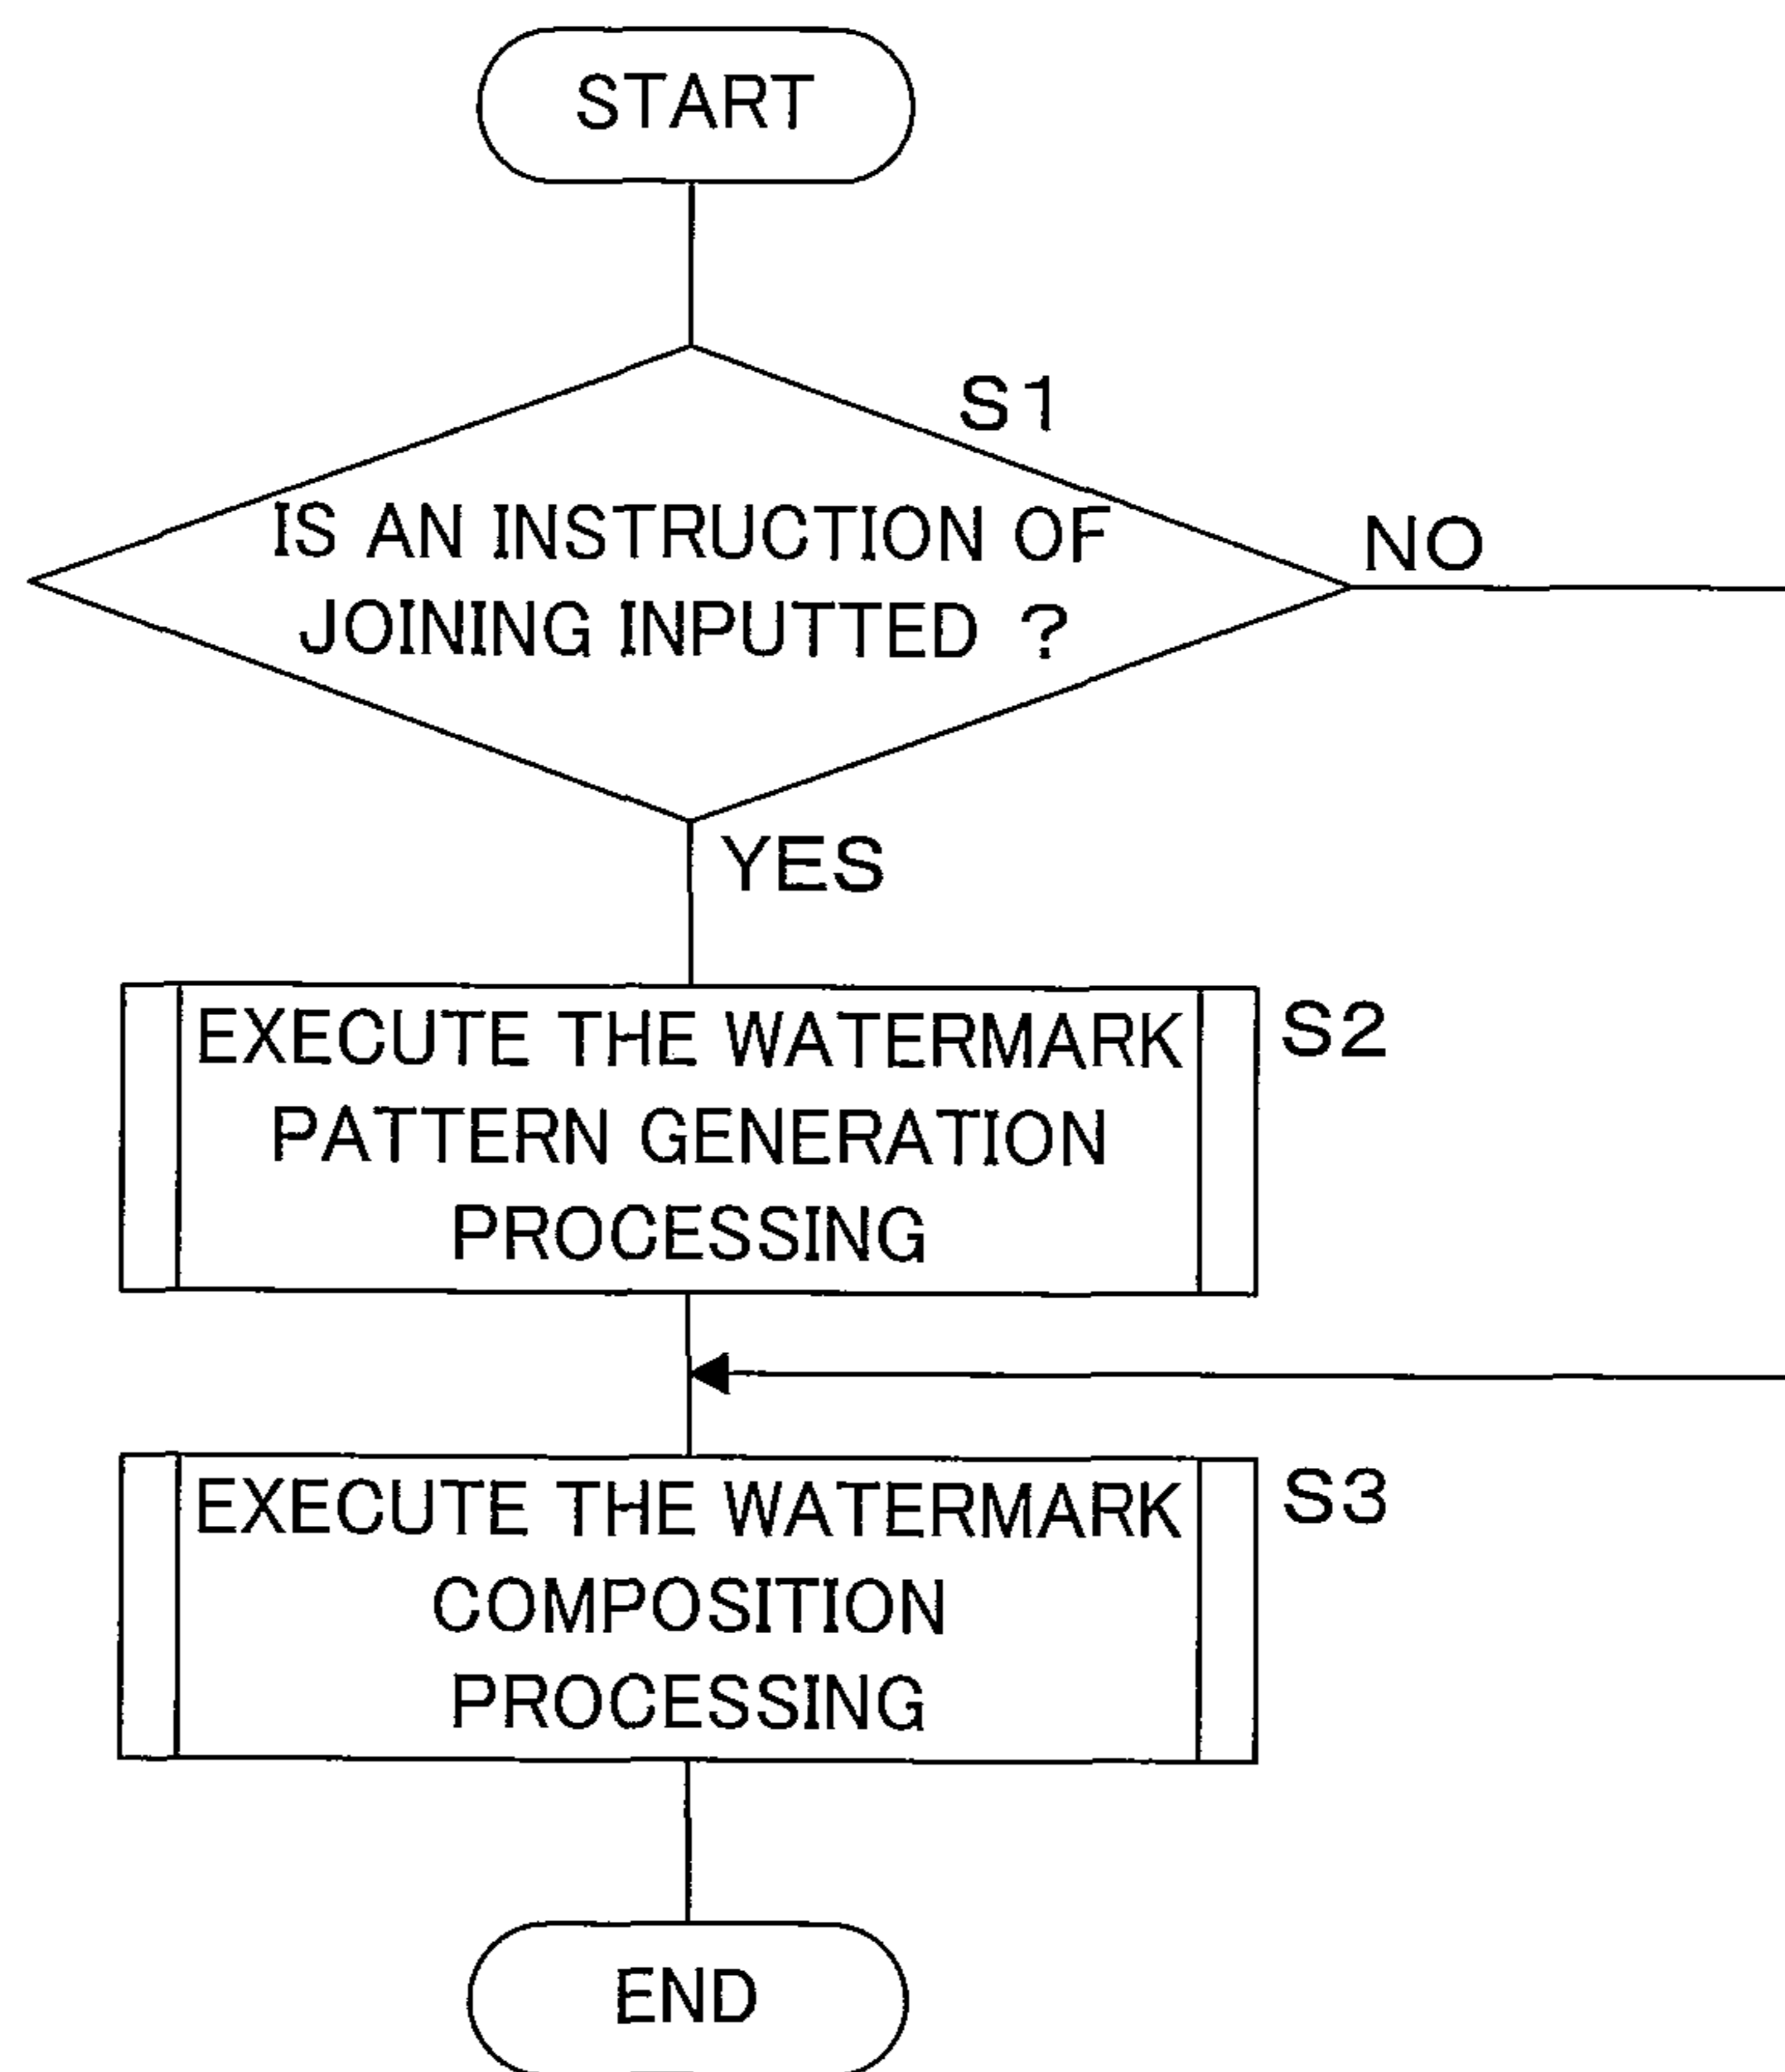 START
S1
IS AN INSTRUCTION OF
JOINING INPUTTED ?
NO
YES
EXECUTE THE WATERMARK
PATTERN GENERATION
PROCESSING
S2
EXECUTE THE WATERMARK
COMPOSITION
PROCESSING
S3
END